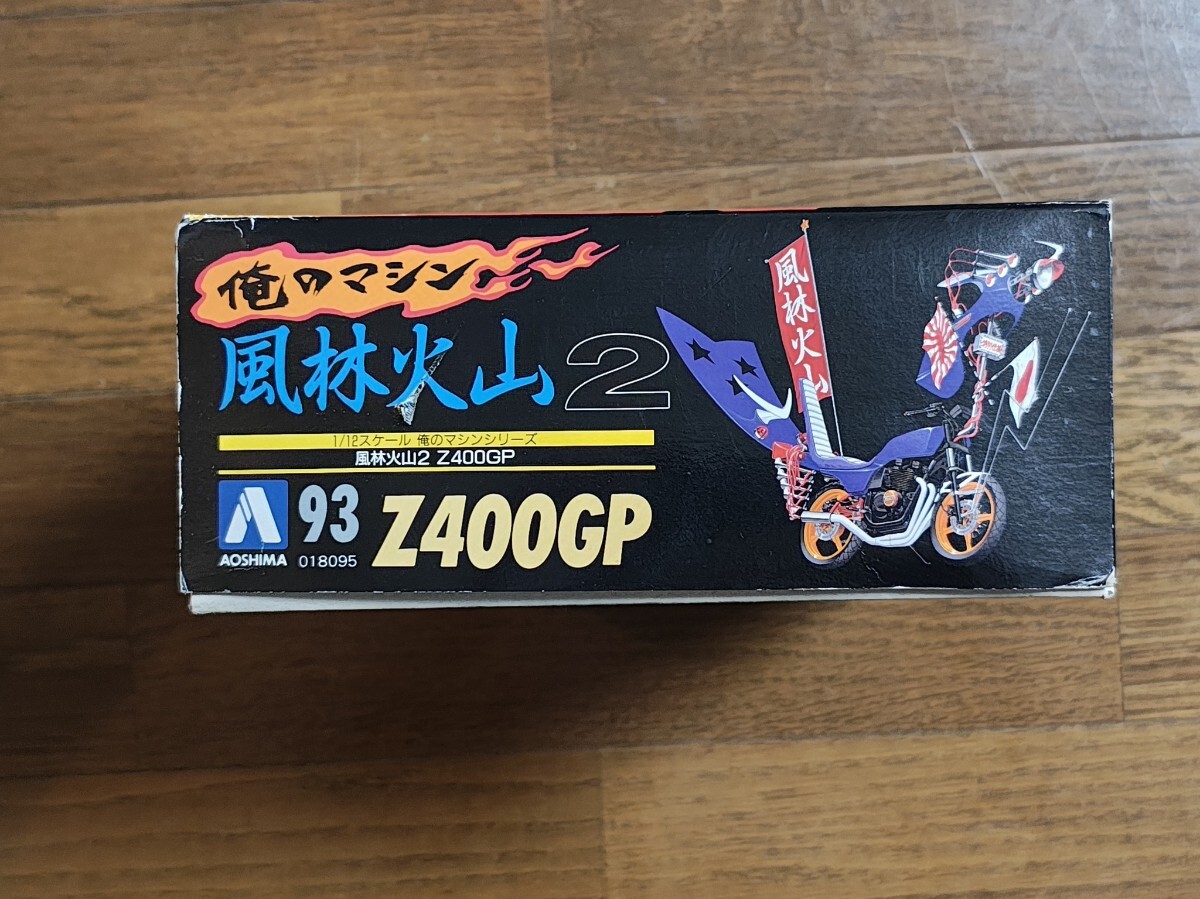 俺のマシン
風林火山2
1/12スケール 俺のマシンシリーズ
風林火山2 Z400GP
AOSHIMA
93
018095
Z400GP
風林火山